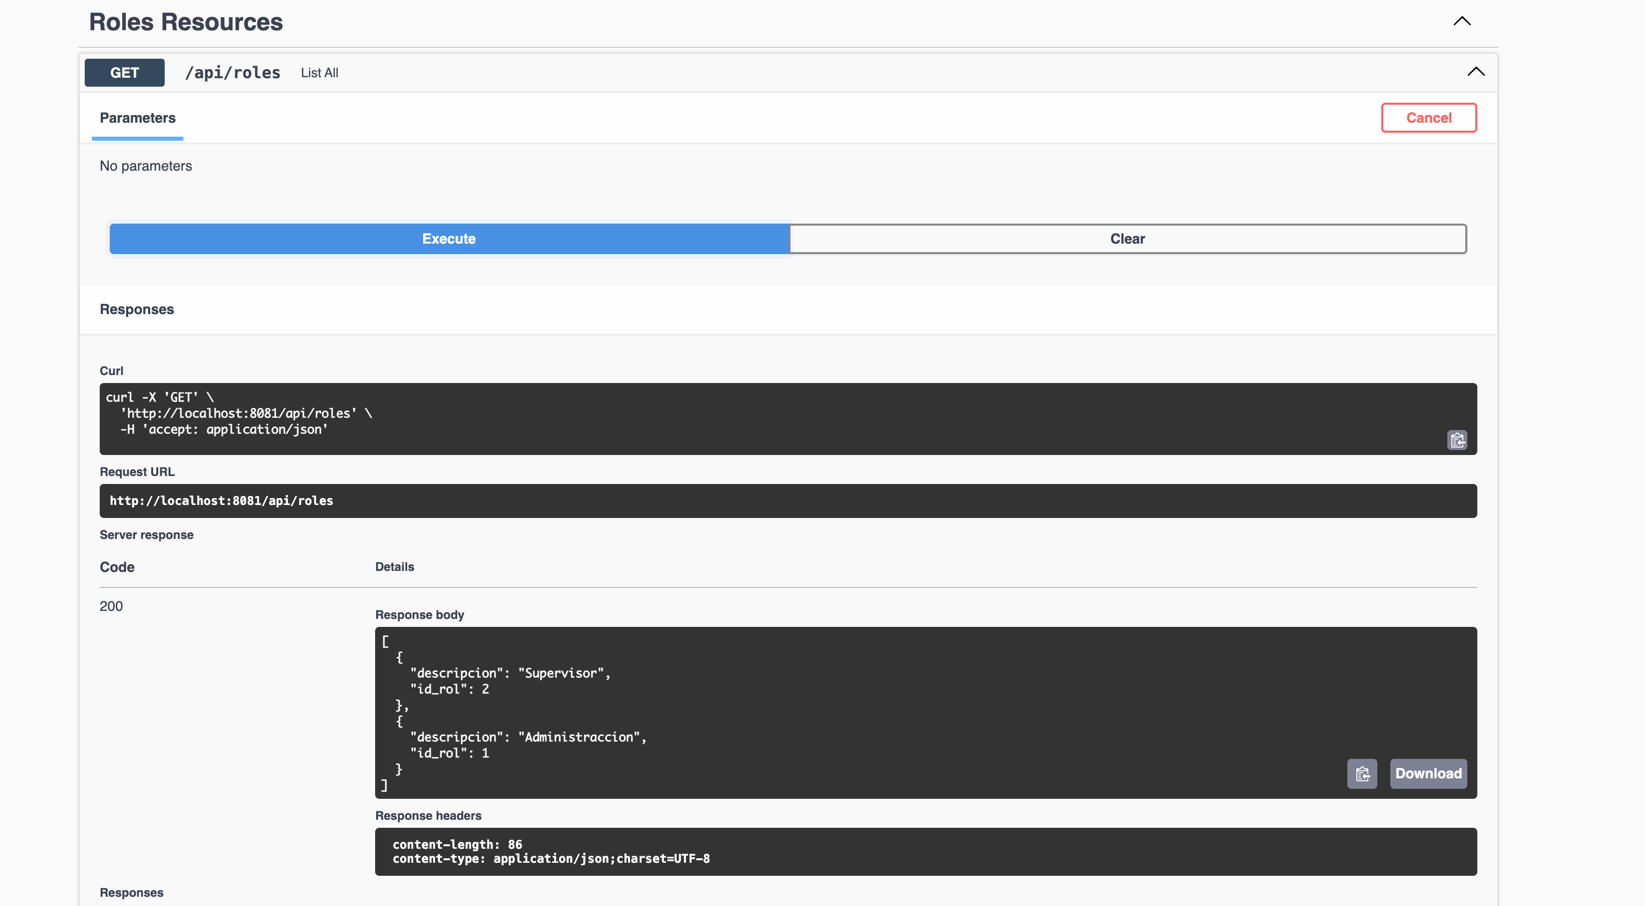 Roles Resources
GET /api/roles List All
Parameters
Cancel
No parameters
Execute
Clear
Responses
Curl
curl -X 'GET' \
  'http://localhost:8081/api/roles' \
  -H 'accept: application/json'
Request URL
http://localhost:8081/api/roles
Server response
Code Details
200
Response body
[
  {
    "descripcion": "Supervisor",
    "id_rol": 2
  },
  {
    "descripcion": "Administraccion",
    "id_rol": 1
  }
]
Download
Response headers
content-length: 86
content-type: application/json;charset=UTF-8
Responses